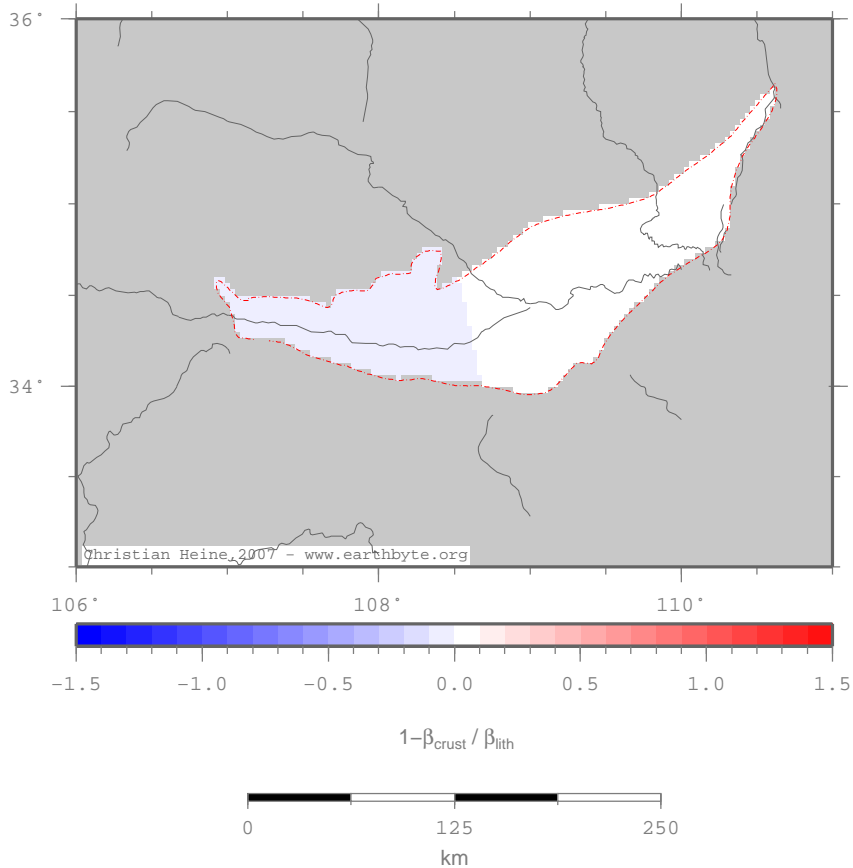 36°
34°
Christian Heine, 2007 – www.earthbyte.org
106° 108° 110°
−1.5 −1.0 −0.5 0.0 0.5 1.0 1.5
1−βcrust / βlith
0 125 250
km